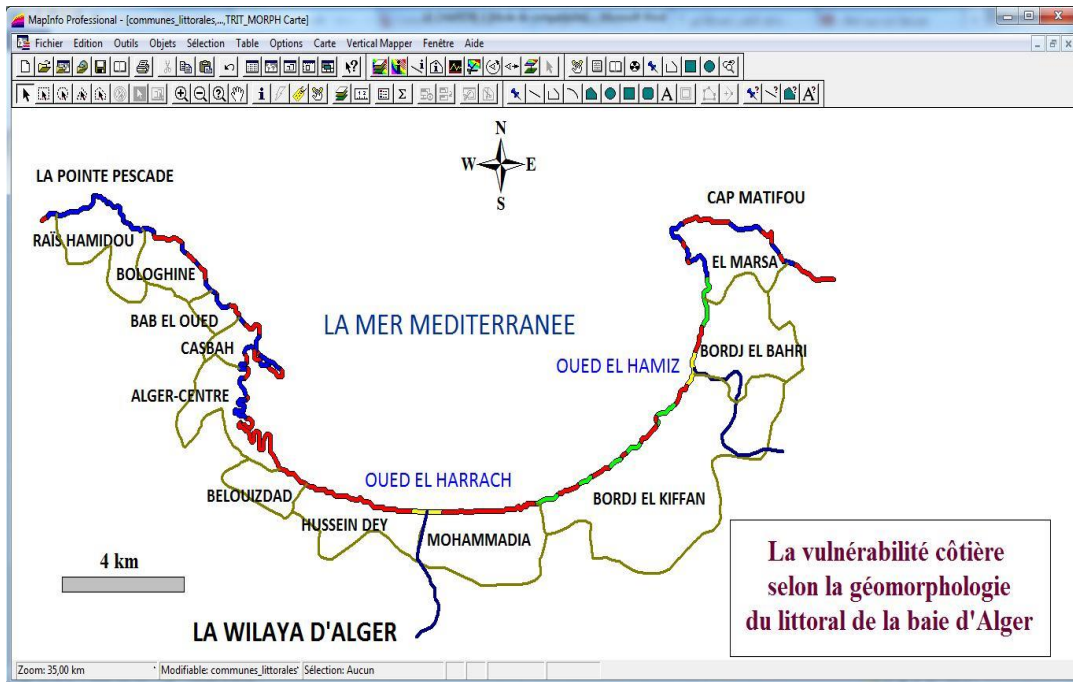 MapInfo Professional - [communes_littorales,...,TRIT_MORPH Carte]
Fichier Edition Outils Objets Sélection Table Options Carte Vertical Mapper Fenêtre Aide
N
W E
S
LA POINTE PESCADE
CAP MATIFOU
RAÏS HAMIDOU
EL MARSA
BOLOGHINE
BAB EL OUED
LA MER MEDITERRANEE
CASBAH
BORDJ EL BAHRI
OUED EL HAMIZ
ALGER-CENTRE
OUED EL HARRACH
BELOUIZDAD
BORDJ EL KIFFAN
HUSSEIN DEY
MOHAMMADIA
4 km
La vulnérabilité côtière
selon la géomorphologie
du littoral de la baie d'Alger
LA WILAYA D'ALGER
Zoom: 35,00 km Modifiable: communes_littorales Sélection: Aucun